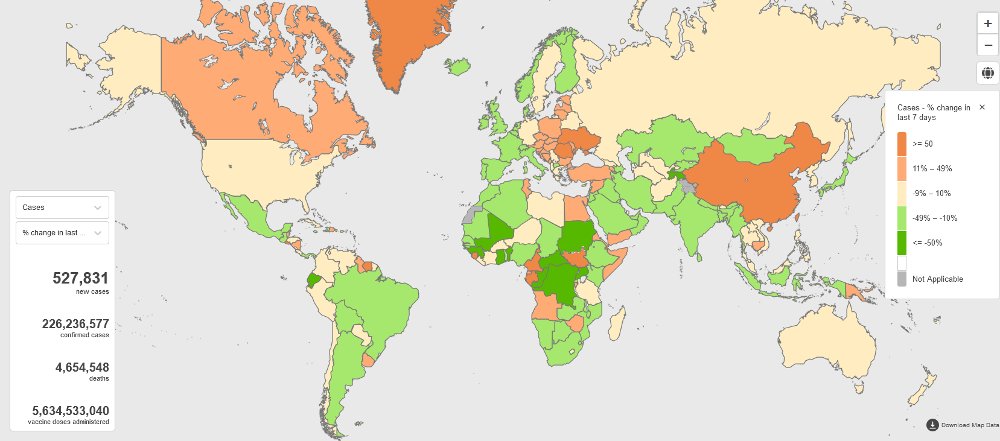 +
−
Cases - % change in
last 7 days
×
>= 50
11% – 49%
-9% – 10%
-49% – -10%
<= -50%
Not Applicable
Cases
% change in last ...
527,831
new cases
226,236,577
confirmed cases
4,654,548
deaths
5,634,533,040
vaccine doses administered
Download Map Data